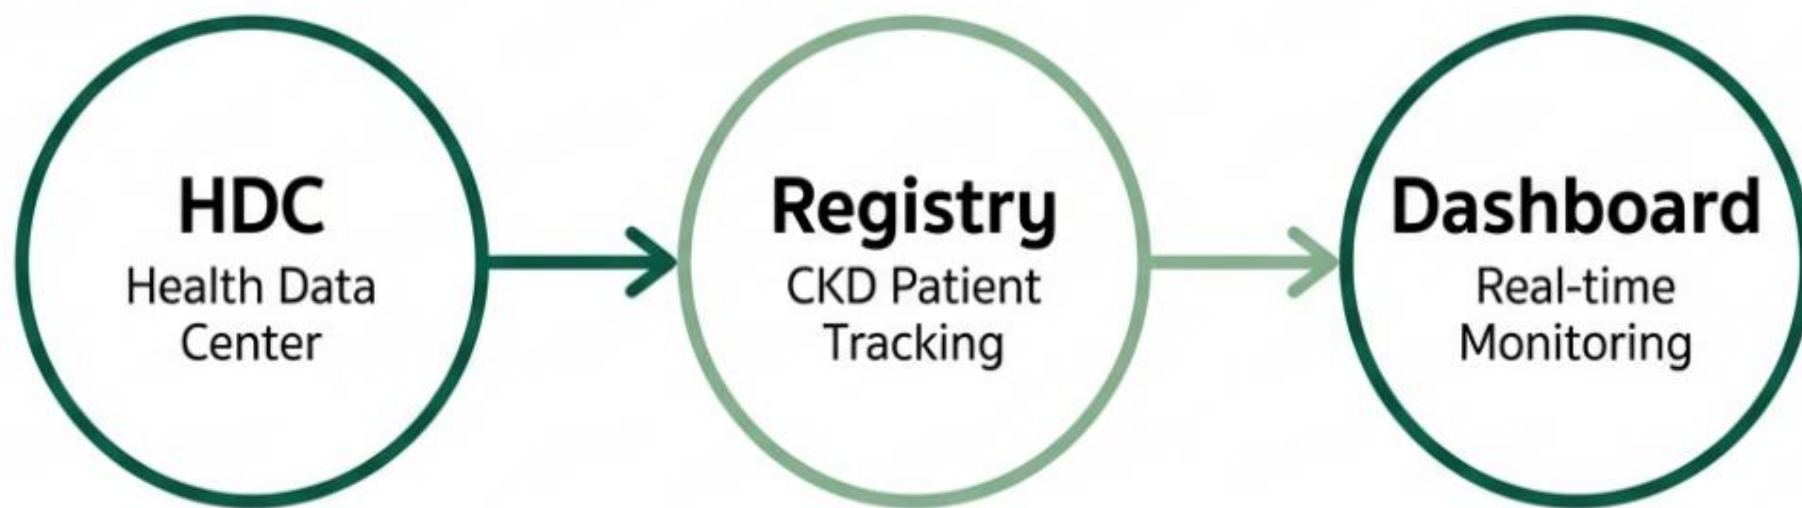 HDC
Health Data
Center
Registry
CKD Patient
Tracking
Dashboard
Real-time
Monitoring